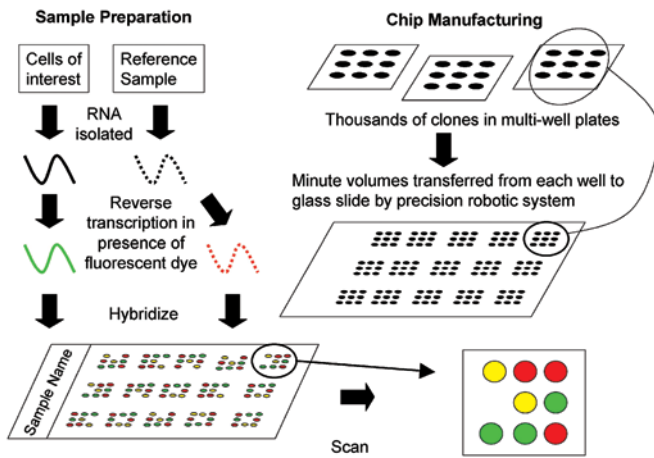 Sample Preparation
Cells of
interest
Reference
Sample
RNA
isolated
Reverse
transcription in
presence of
fluorescent dye
Hybridize
Sample Name
Chip Manufacturing
Thousands of clones in multi-well plates
Minute volumes transferred from each well to
glass slide by precision robotic system
Scan